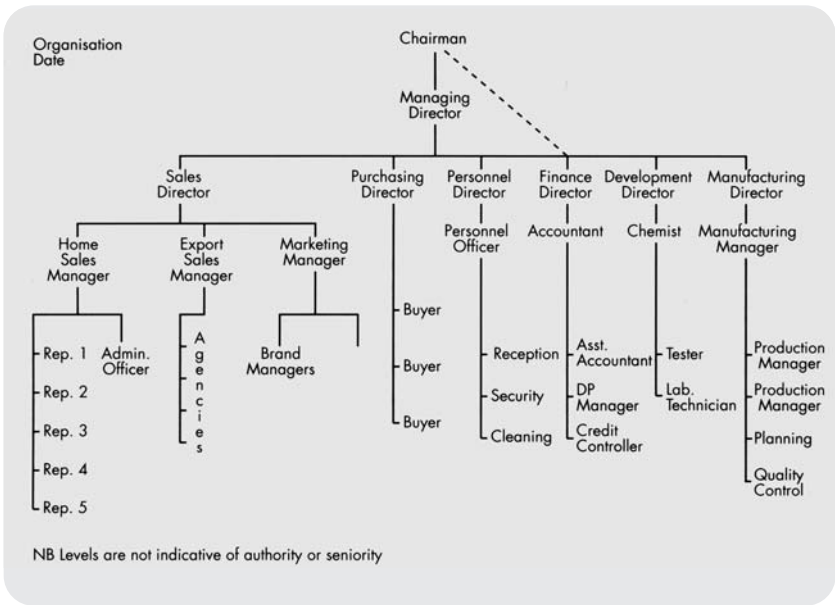 Organisation
Date
Chairman
Managing
Director
Sales
Director
Purchasing
Director
Personnel
Director
Finance
Director
Development
Director
Manufacturing
Director
Home
Sales
Manager
Export
Sales
Manager
Marketing
Manager
Personnel
Officer
Accountant
Chemist
Manufacturing
Manager
Rep. 1
Rep. 2
Rep. 3
Rep. 4
Rep. 5
Admin.
Officer
Agencies
Brand
Managers
Buyer
Buyer
Buyer
Reception
Security
Cleaning
Asst.
Accountant
DP
Manager
Credit
Controller
Tester
Lab.
Technician
Production
Manager
Production
Manager
Planning
Quality
Control
NB Levels are not indicative of authority or seniority